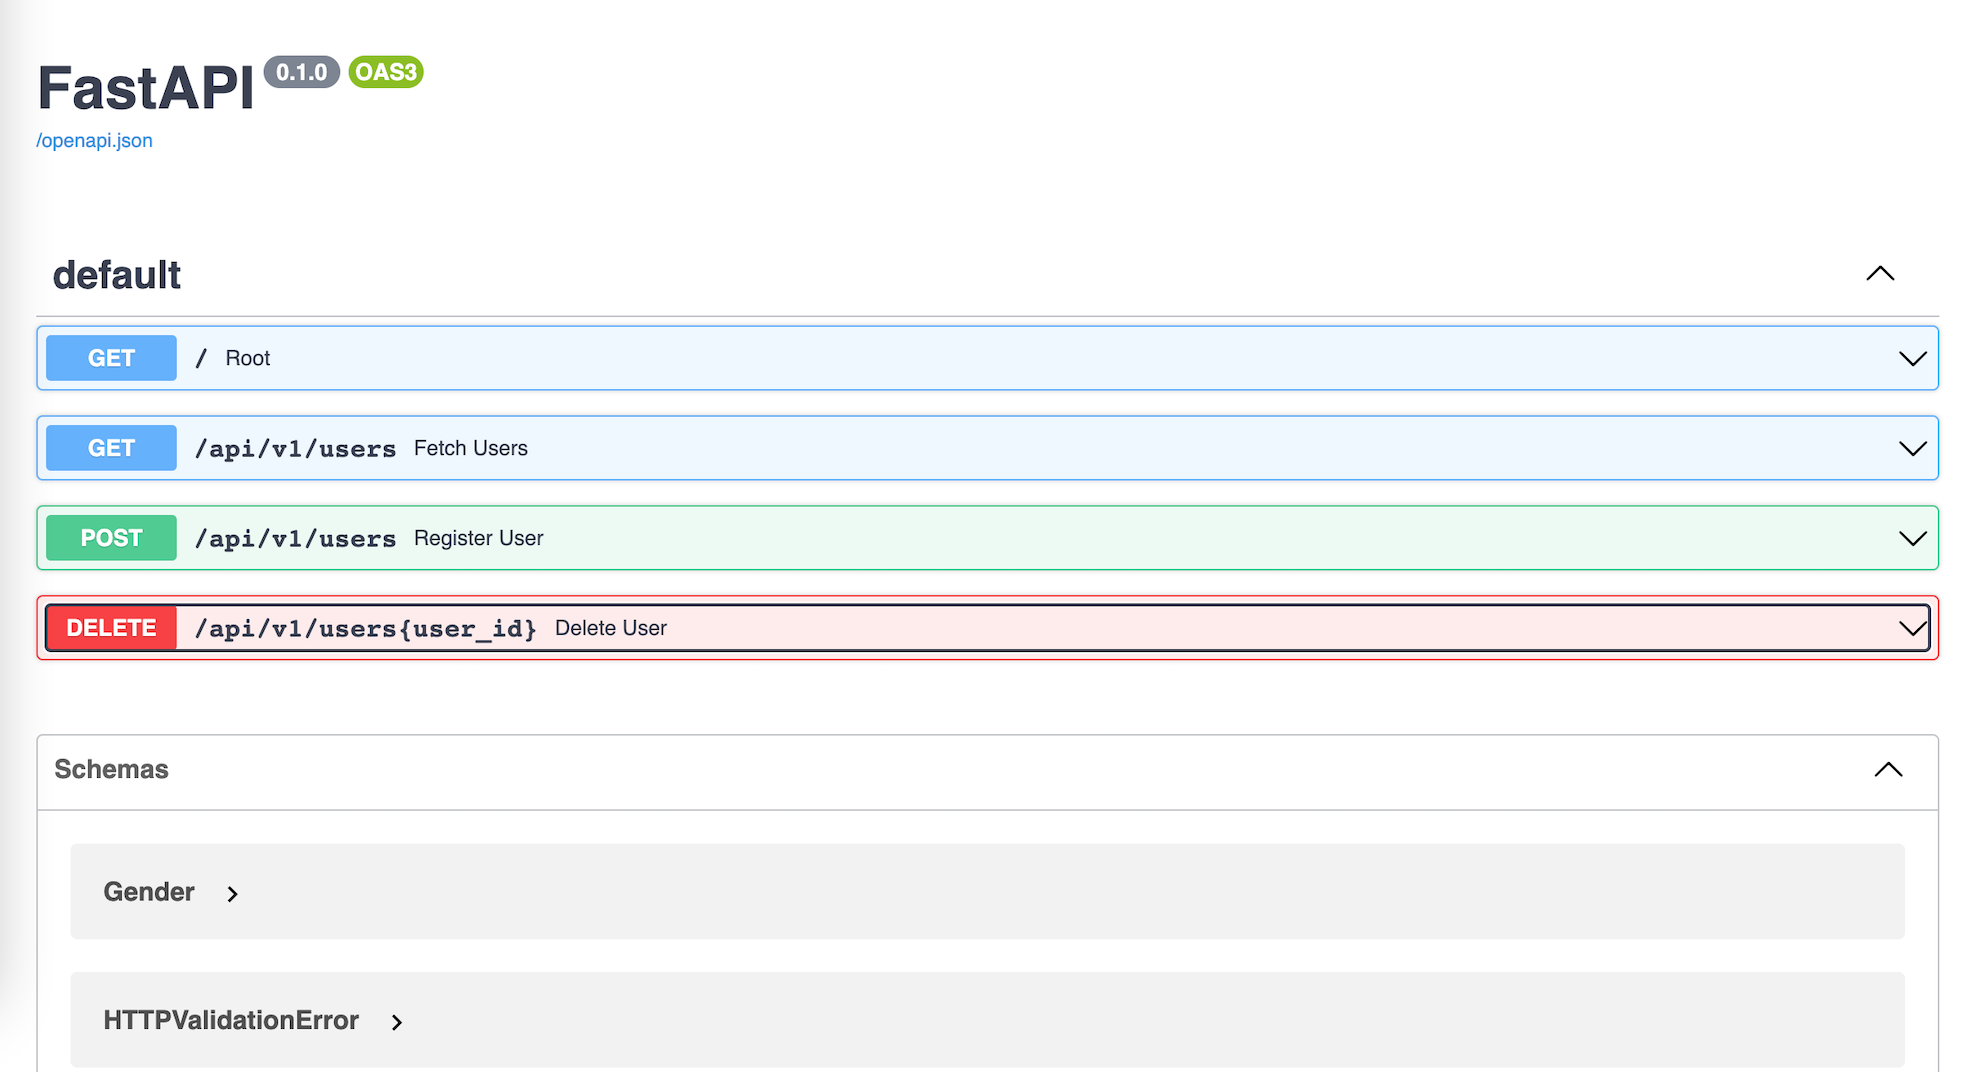 FastAPI 0.1.0 OAS3
/openapi.json
default
GET / Root
GET /api/v1/users Fetch Users
POST /api/v1/users Register User
DELETE /api/v1/users{user_id} Delete User
Schemas
Gender
HTTPValidationError